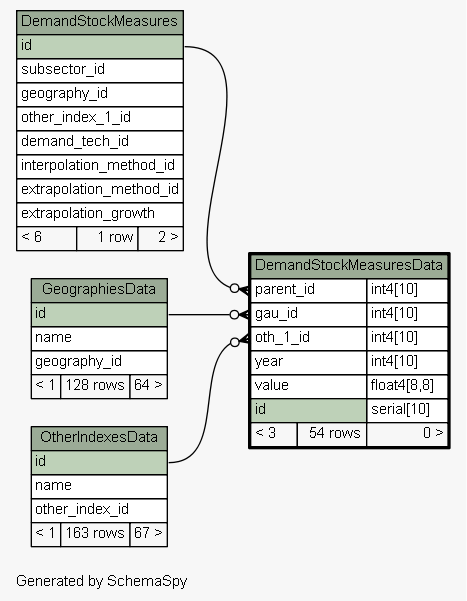 DemandStockMeasures
id
subsector_id
geography_id
other_index_1_id
demand_tech_id
interpolation_method_id
extrapolation_method_id
extrapolation_growth
< 6 1 row 2 >
GeographiesData
id
name
geography_id
< 1 128 rows 64 >
OtherIndexesData
id
name
other_index_id
< 1 163 rows 67 >
DemandStockMeasuresData
parent_id int4[10]
gau_id int4[10]
oth_1_id int4[10]
year int4[10]
value float4[8,8]
id serial[10]
< 3 54 rows 0 >
Generated by SchemaSpy